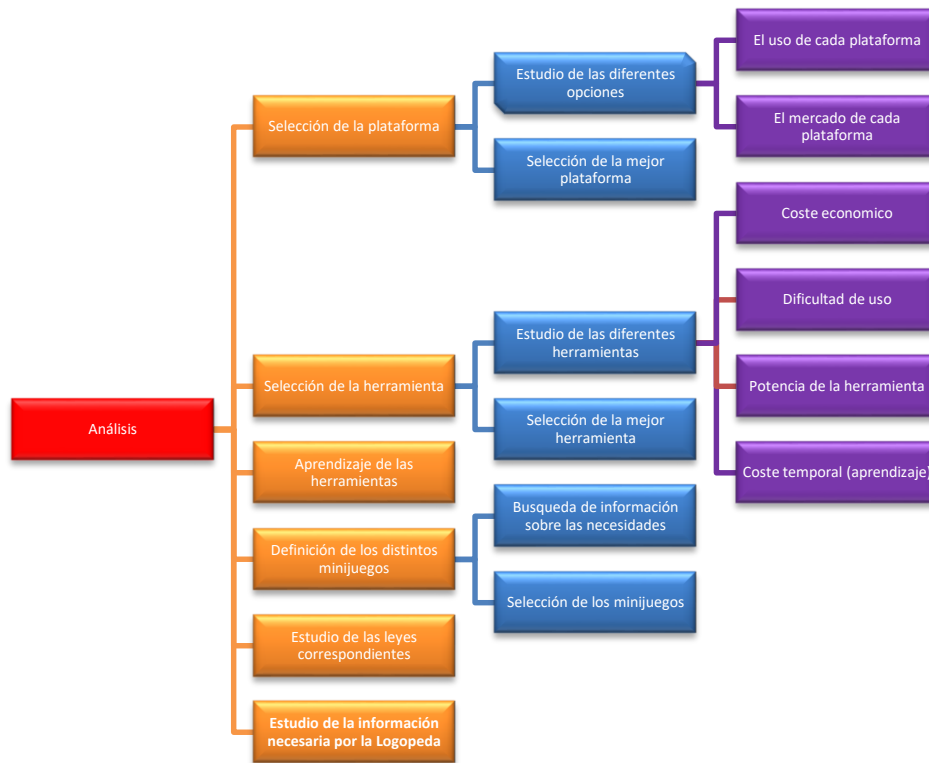 Análisis
Selección de la plataforma
Estudio de las diferentes
opciones
El uso de cada plataforma
El mercado de cada
plataforma
Selección de la mejor
plataforma
Selección de la herramienta
Estudio de las diferentes
herramientas
Coste economico
Dificultad de uso
Potencia de la herramienta
Coste temporal (aprendizaje)
Selección de la mejor
herramienta
Aprendizaje de las
herramientas
Definición de los distintos
minijuegos
Busqueda de información
sobre las necesidades
Selección de los minijuegos
Estudio de las leyes
correspondientes
Estudio de la información
necesaria por la Logopeda